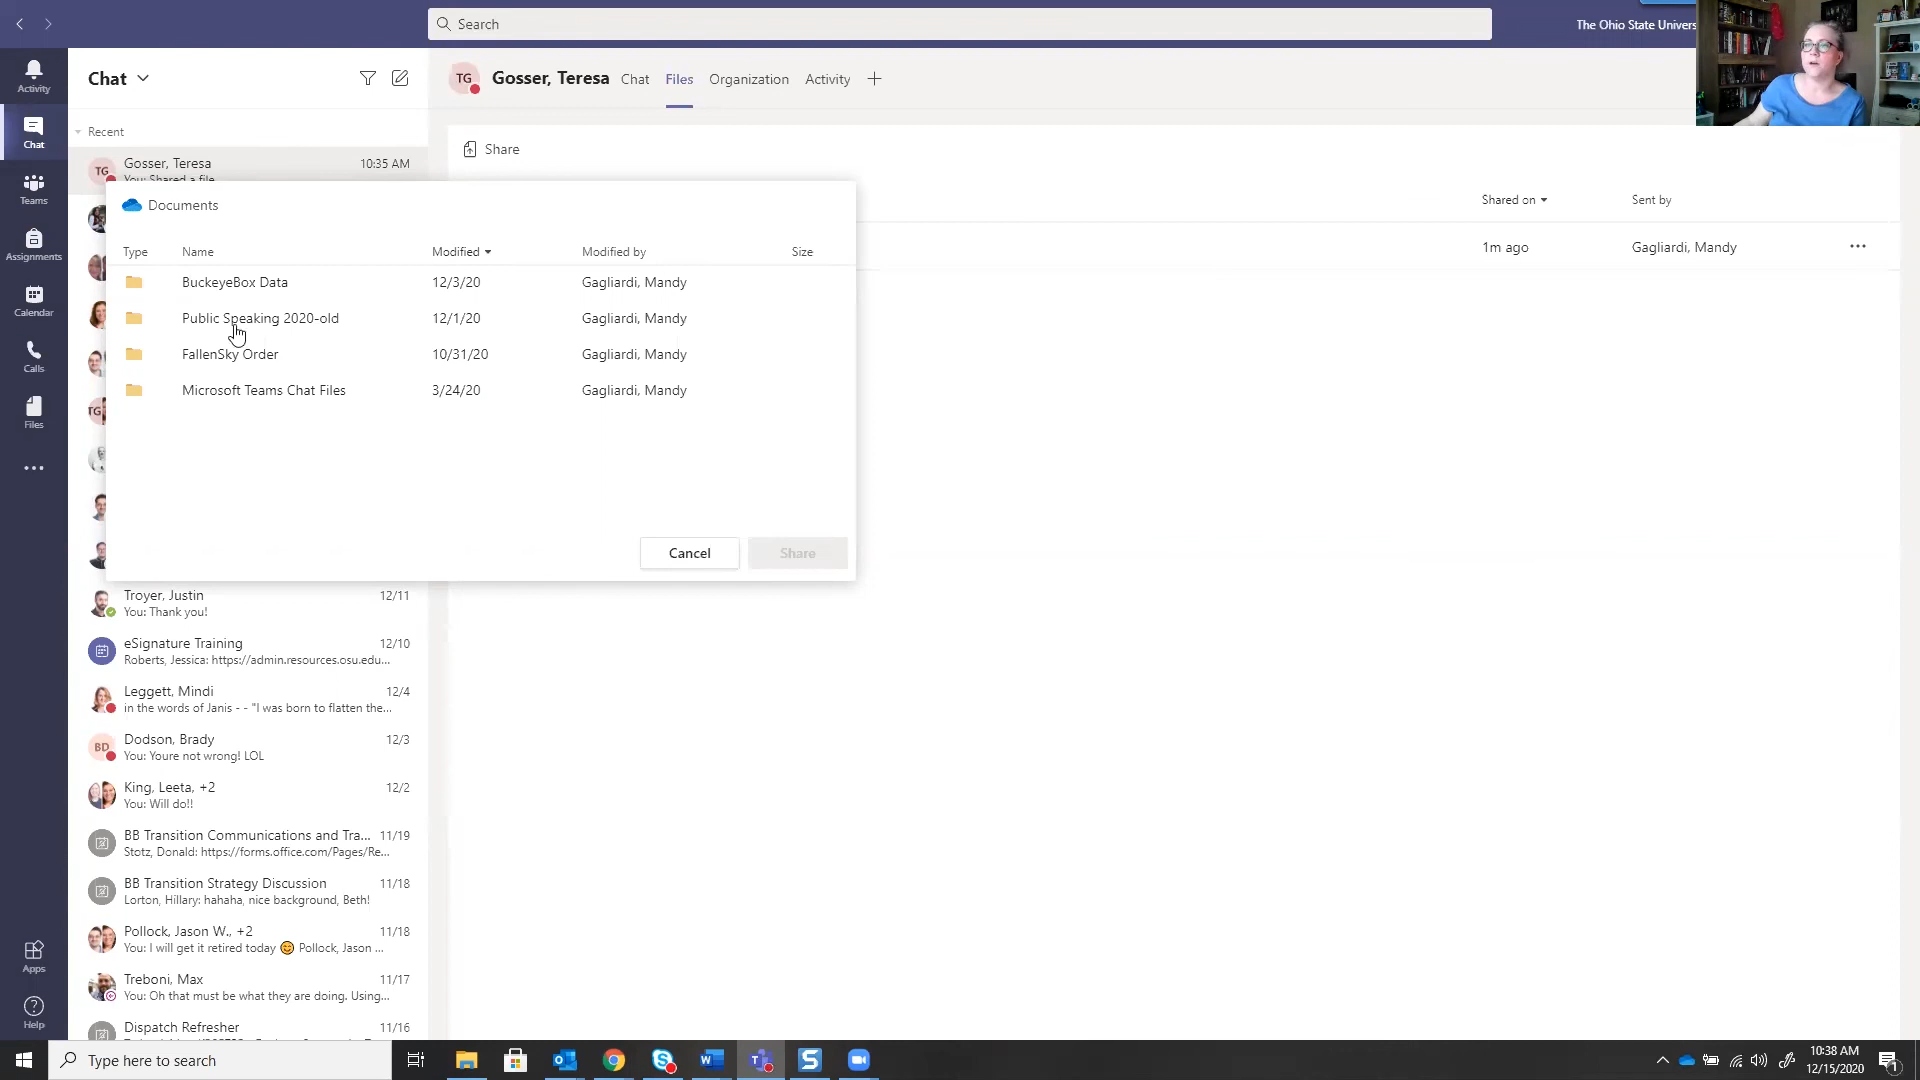 Search
The Ohio State Univers
Activity
Chat
Teams
Assignments
Calendar
Calls
Files
Apps
Help
Chat
Recent
Gosser, Teresa 10:35 AM
You: Shared a file
TG Gosser, Teresa Chat Files Organization Activity
Share
Shared on Sent by
1m ago Gagliardi, Mandy
Documents
Type Name Modified Modified by Size
BuckeyeBox Data 12/3/20 Gagliardi, Mandy
Public Speaking 2020-old 12/1/20 Gagliardi, Mandy
FallenSky Order 10/31/20 Gagliardi, Mandy
Microsoft Teams Chat Files 3/24/20 Gagliardi, Mandy
Cancel Share
TG
TG
Troyer, Justin 12/11
You: Thank you!
eSignature Training 12/10
Roberts, Jessica: https://admin.resources.osu.edu...
Leggett, Mindi 12/4
in the words of Janis - - "I was born to flatten the...
BD Dodson, Brady 12/3
You: Youre not wrong! LOL
King, Leeta, +2 12/2
You: Will do!!
BB Transition Communications and Tra... 11/19
Stotz, Donald: https://forms.office.com/Pages/Re...
BB Transition Strategy Discussion 11/18
Lorton, Hillary: hahaha, nice background, Beth!
Pollock, Jason W., +2 11/18
You: I will get it retired today 😊 Pollock, Jason ...
Treboni, Max 11/17
You: Oh that must be what they are doing. Using...
Dispatch Refresher 11/16
Type here to search
10:38 AM
12/15/2020
1